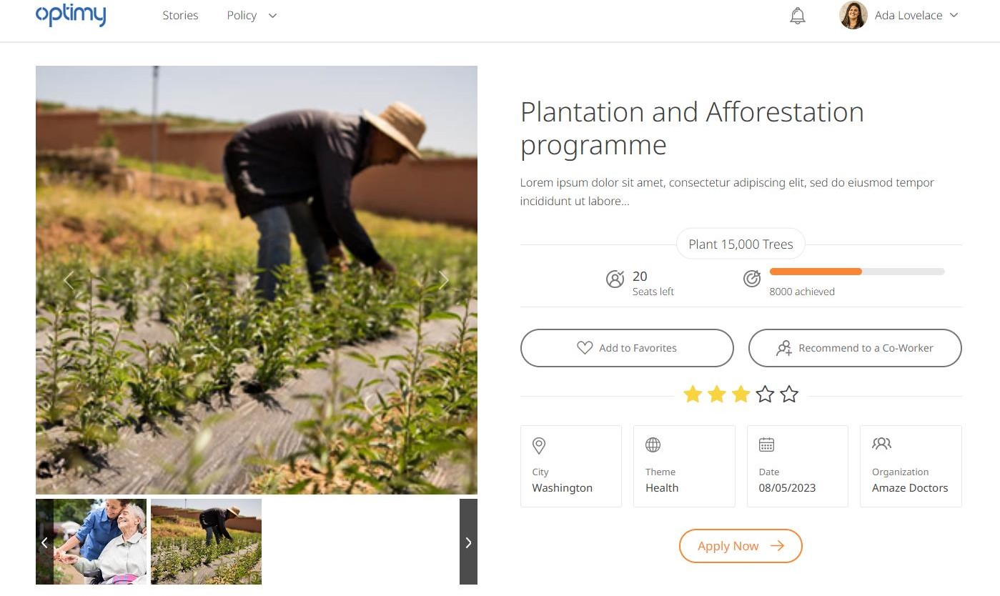 optimy
Stories
Policy
Ada Lovelace
Plantation and Afforestation
programme
Lorem ipsum dolor sit amet, consectetur adipiscing elit, sed do eiusmod tempor
incididunt ut labore...
Plant 15,000 Trees
20
Seats left
8000 achieved
Add to Favorites
Recommend to a Co-Worker
City
Washington
Theme
Health
Date
08/05/2023
Organization
Amaze Doctors
Apply Now